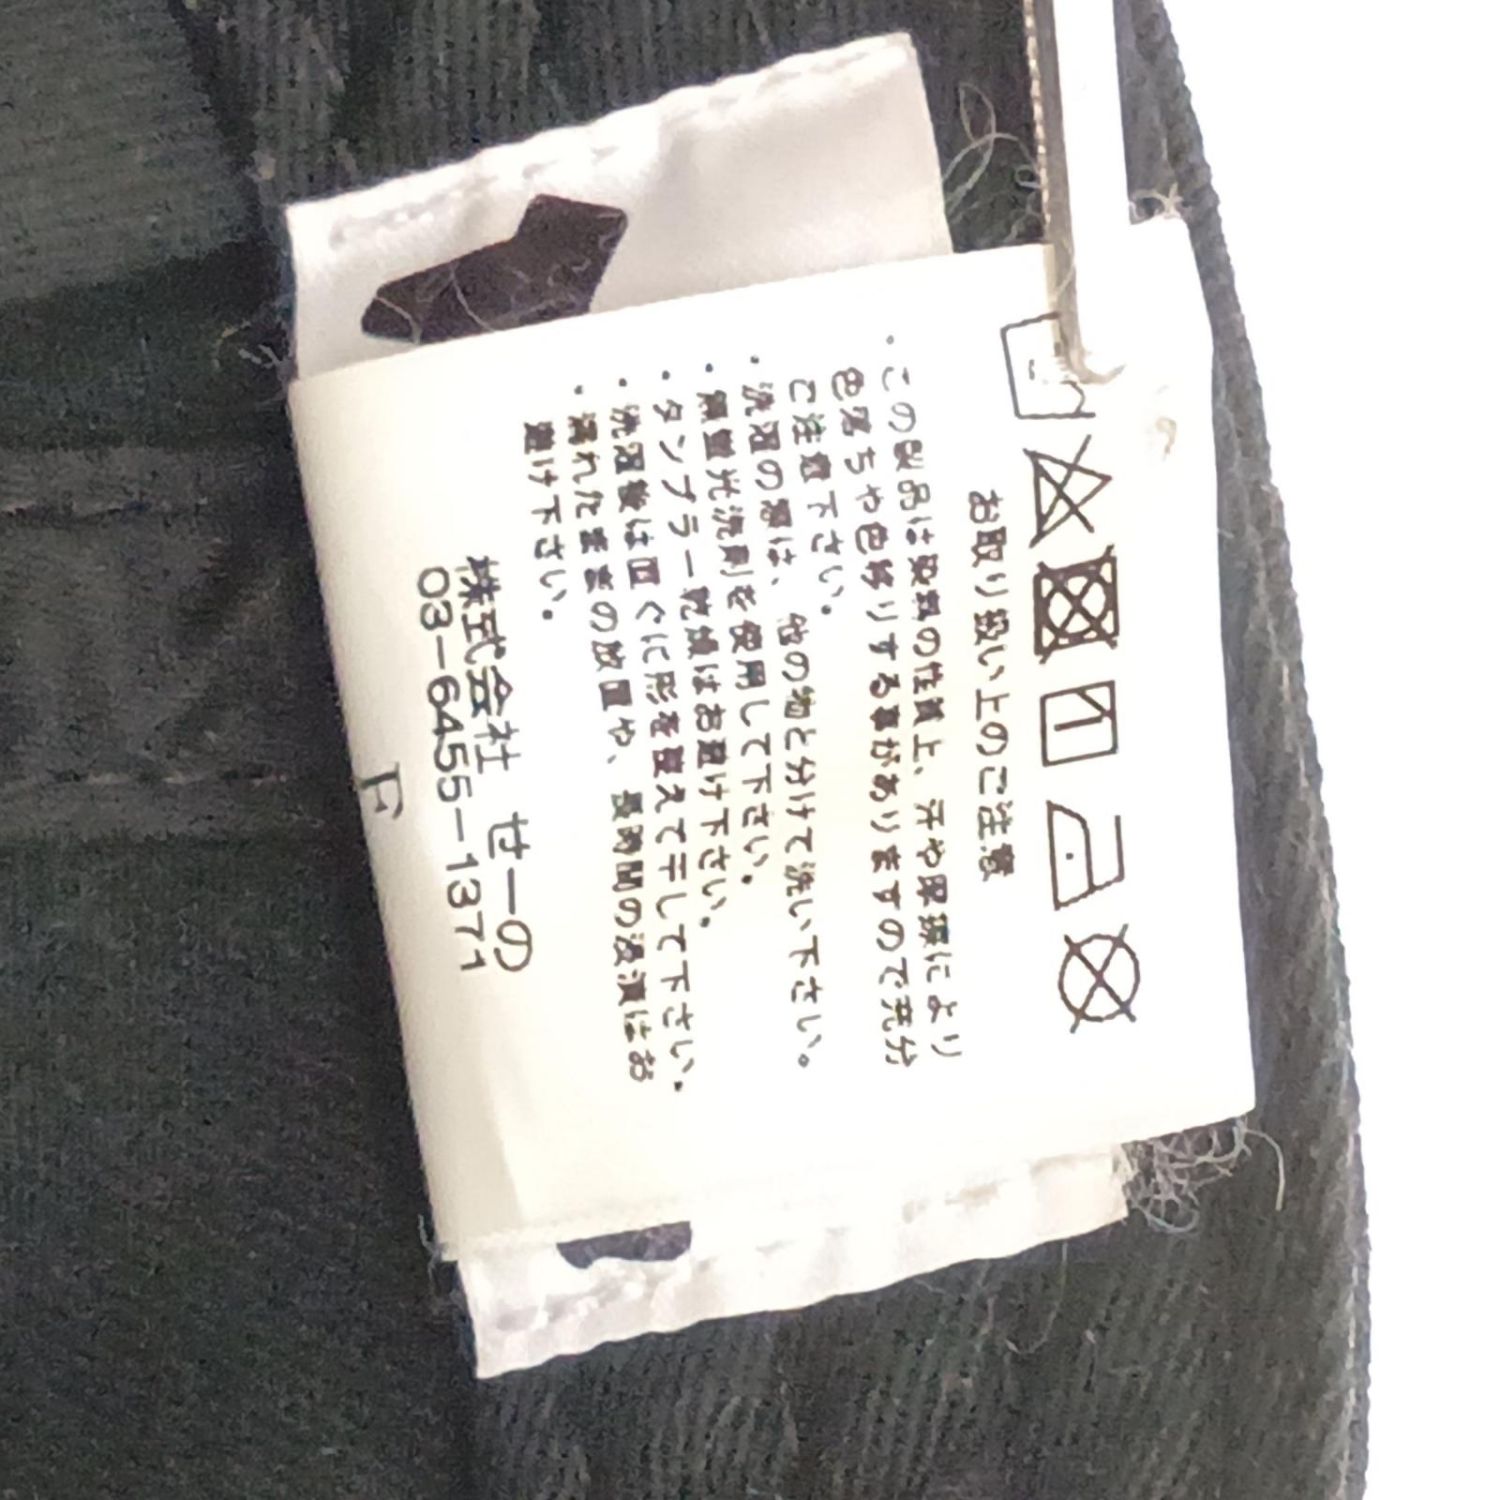 お取り扱い上のご注意
・この製品は染料の性質上、汗や摩擦により
色落ちや色移りする事がありますので充分
ご注意下さい。
・洗濯の際は、他の物と分けて洗い下さい。
・無蛍光洗剤を使用して下さい。
・タンブラー乾燥はお避け下さい。
・洗濯後は直ぐに形を整えて干して下さい。
・濡れたままの放置や、長時間の浸漬はお
避け下さい。
株式会社 せーの
03-6455-1371
F